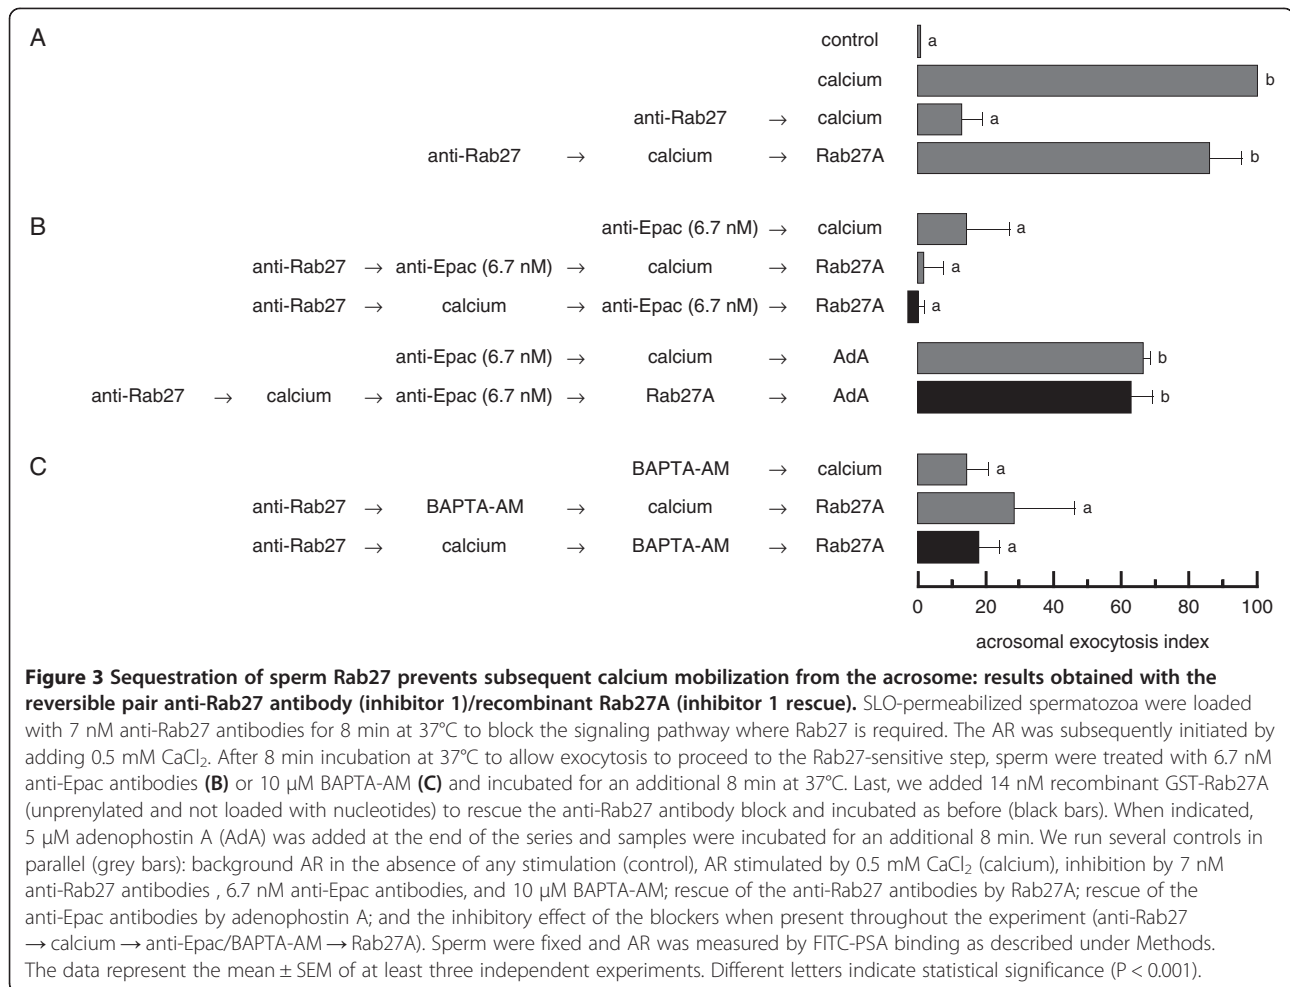 A
control a
calcium b
anti-Rab27 → calcium a
anti-Rab27 → calcium → Rab27A b
B
anti-Epac (6.7 nM) → calcium a
anti-Rab27 → anti-Epac (6.7 nM) → calcium → Rab27A a
anti-Rab27 → calcium → anti-Epac (6.7 nM) → Rab27A a
anti-Epac (6.7 nM) → calcium → AdA b
anti-Rab27 → calcium → anti-Epac (6.7 nM) → Rab27A → AdA b
C
BAPTA-AM → calcium a
anti-Rab27 → BAPTA-AM → calcium → Rab27A a
anti-Rab27 → calcium → BAPTA-AM → Rab27A a
0 20 40 60 80 100
acrosomal exocytosis index
Figure 3 Sequestration of sperm Rab27 prevents subsequent calcium mobilization from the acrosome: results obtained with the
reversible pair anti-Rab27 antibody (inhibitor 1)/recombinant Rab27A (inhibitor 1 rescue). SLO-permeabilized spermatozoa were loaded
with 7 nM anti-Rab27 antibodies for 8 min at 37°C to block the signaling pathway where Rab27 is required. The AR was subsequently initiated by
adding 0.5 mM CaCl₂. After 8 min incubation at 37°C to allow exocytosis to proceed to the Rab27-sensitive step, sperm were treated with 6.7 nM
anti-Epac antibodies (B) or 10 μM BAPTA-AM (C) and incubated for an additional 8 min at 37°C. Last, we added 14 nM recombinant GST-Rab27A
(unprenylated and not loaded with nucleotides) to rescue the anti-Rab27 antibody block and incubated as before (black bars). When indicated,
5 μM adenophostin A (AdA) was added at the end of the series and samples were incubated for an additional 8 min. We run several controls in
parallel (grey bars): background AR in the absence of any stimulation (control), AR stimulated by 0.5 mM CaCl₂ (calcium), inhibition by 7 nM
anti-Rab27 antibodies , 6.7 nM anti-Epac antibodies, and 10 μM BAPTA-AM; rescue of the anti-Rab27 antibodies by Rab27A; rescue of the
anti-Epac antibodies by adenophostin A; and the inhibitory effect of the blockers when present throughout the experiment (anti-Rab27
→ calcium → anti-Epac/BAPTA-AM → Rab27A). Sperm were fixed and AR was measured by FITC-PSA binding as described under Methods.
The data represent the mean ± SEM of at least three independent experiments. Different letters indicate statistical significance (P < 0.001).